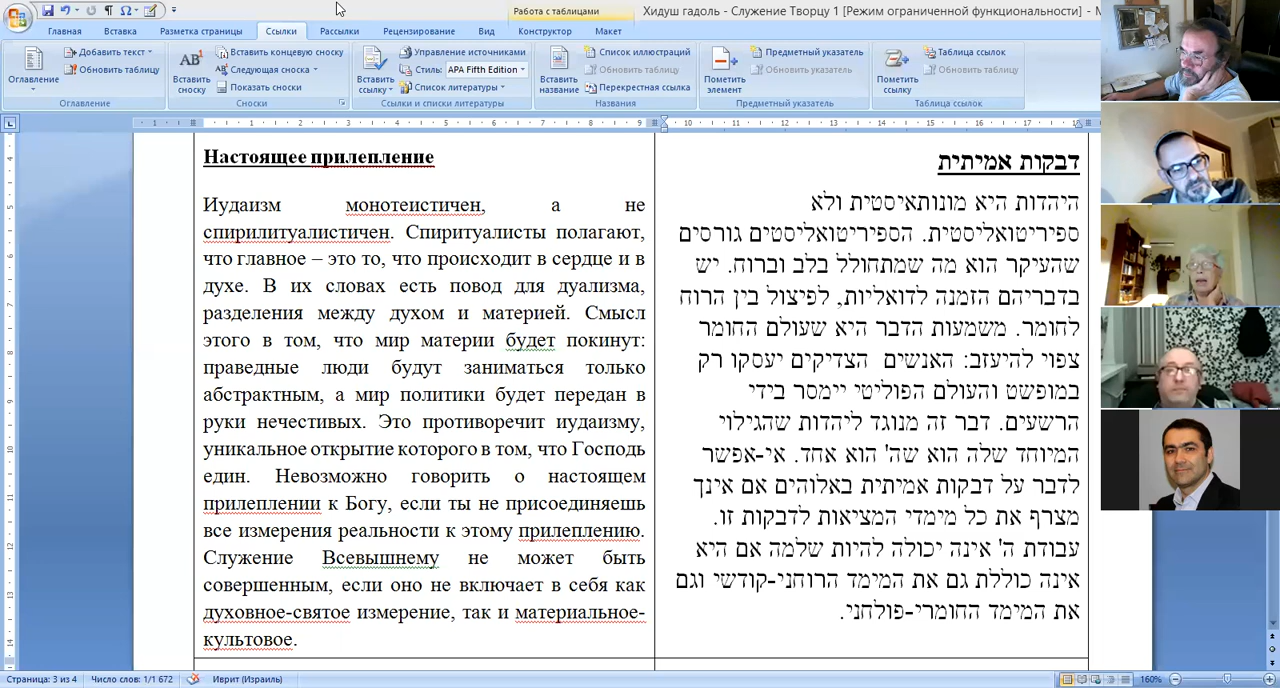 Работа с таблицами
Хидуш гадоль - Служение Творцу 1 [Режим ограниченной функциональности] - M
Главная Вставка Разметка страницы Ссылки Рассылки Рецензирование Вид Конструктор Макет
Оглавление
Добавить текст
Обновить таблицу
Оглавление
AB¹
Вставить сноску
Вставить концевую сноску
Следующая сноска
Показать сноски
Сноски
Вставить ссылку
Управление источниками
Стиль: APA Fifth Edition
Список литературы
Ссылки и списки литературы
Вставить название
Список иллюстраций
Обновить таблицу
Перекрестная ссылка
Названия
Пометить элемент
Предметный указатель
Обновить указатель
Предметный указатель
Пометить ссылку
Таблица ссылок
Обновить таблицу
Таблица ссылок
Настоящее прилепление
Иудаизм монотеистичен, а не
спирилитуалистичен. Спиритуалисты полагают,
что главное – это то, что происходит в сердце и в
духе. В их словах есть повод для дуализма,
разделения между духом и материей. Смысл
этого в том, что мир материи будет покинут:
праведные люди будут заниматься только
абстрактным, а мир политики будет передан в
руки нечестивых. Это противоречит иудаизму,
уникальное открытие которого в том, что Господь
един. Невозможно говорить о настоящем
прилеплении к Богу, если ты не присоединяешь
все измерения реальности к этому прилеплению.
Служение Всевышнему не может быть
совершенным, если оно не включает в себя как
духовное-святое измерение, так и материальное-
культовое.
דבקות אמיתית
היהדות היא מונותאיסטית ולא
ספיריטואליסטית. הספיריטואליסטים גורסים
שהעיקר הוא מה שמתחולל בלב וברוח. יש
בדבריהם הזמנה לדואליות, לפיצול בין הרוח
לחומר. משמעות הדבר היא שעולם החומר
צפוי להיעזב: האנשים הצדיקים יעסקו רק
במופשט והעולם הפוליטי יימסר בידי
הרשעים. דבר זה מנוגד ליהדות שהגילוי
המיוחד שלה הוא שה' הוא אחד. אי-אפשר
לדבר על דבקות אמיתית באלוהים אם אינך
מצרף את כל מימדי המציאות לדבקות זו.
עבודת ה' אינה יכולה להיות שלמה אם היא
אינה כוללת גם את המימד הרוחני-קודשי וגם
את המימד החומרי-פולחני.
Страница: 3 из 4 Число слов: 1/1 672 Иврит (Израиль) 160%